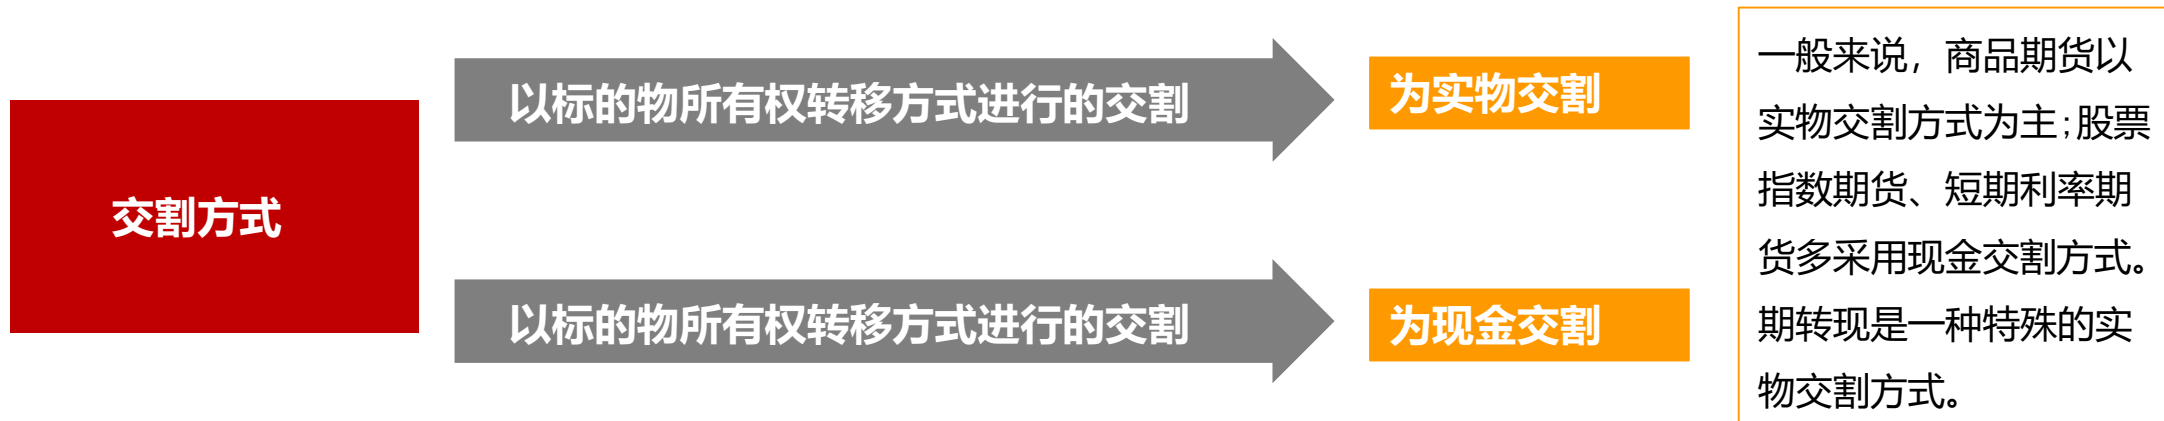 交割方式
以标的物所有权转移方式进行的交割
为实物交割
以标的物所有权转移方式进行的交割
为现金交割
一般来说，商品期货以
实物交割方式为主；股票
指数期货、短期利率期
货多采用现金交割方式。
期转现是一种特殊的实
物交割方式。